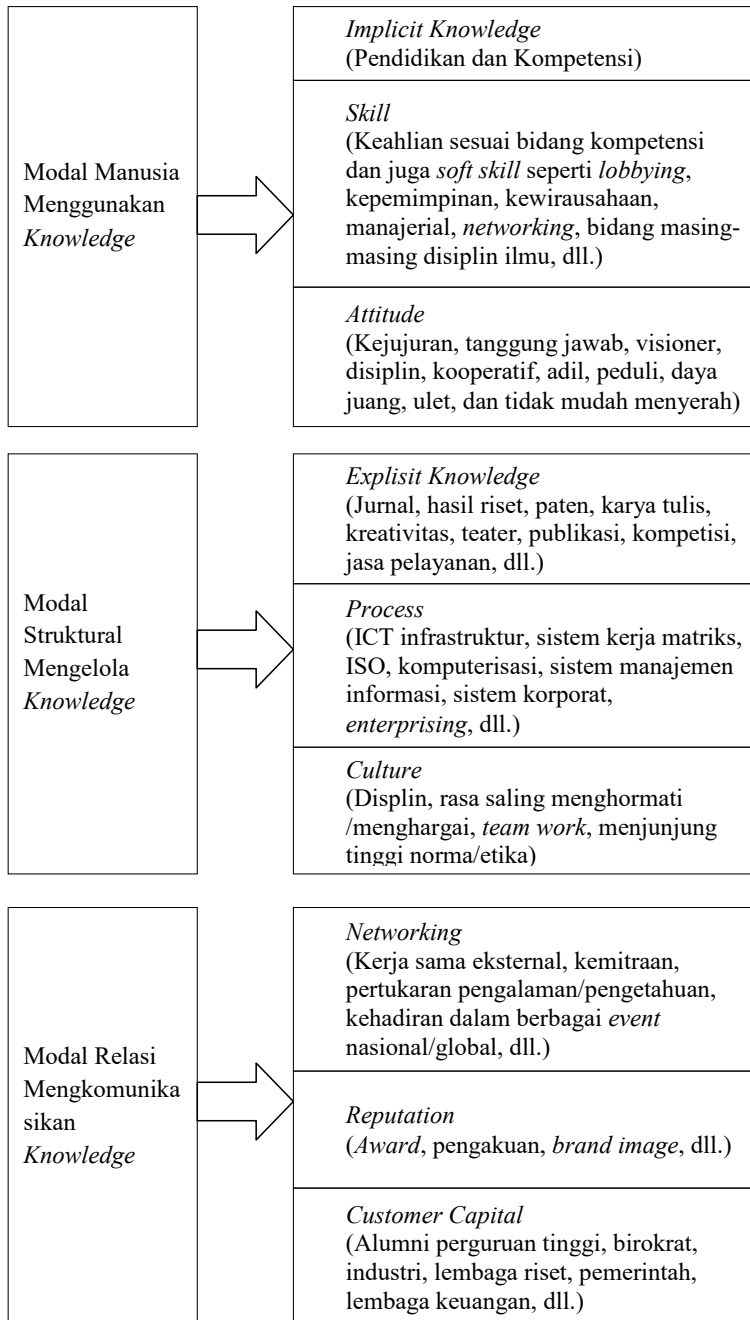 Modal Manusia
Menggunakan
Knowledge
Implicit Knowledge
(Pendidikan dan Kompetensi)
Skill
(Keahlian sesuai bidang kompetensi
dan juga soft skill seperti lobbying,
kepemimpinan, kewirausahaan,
manajerial, networking, bidang masing-
masing disiplin ilmu, dll.)
Attitude
(Kejujuran, tanggung jawab, visioner,
disiplin, kooperatif, adil, peduli, daya
juang, ulet, dan tidak mudah menyerah)
Modal
Struktural
Mengelola
Knowledge
Explisit Knowledge
(Jurnal, hasil riset, paten, karya tulis,
kreativitas, teater, publikasi, kompetisi,
jasa pelayanan, dll.)
Process
(ICT infrastruktur, sistem kerja matriks,
ISO, komputerisasi, sistem manajemen
informasi, sistem korporat,
enterprising, dll.)
Culture
(Displin, rasa saling menghormati
/menghargai, team work, menjunjung
tinggi norma/etika)
Modal Relasi
Mengkomunika
sikan
Knowledge
Networking
(Kerja sama eksternal, kemitraan,
pertukaran pengalaman/pengetahuan,
kehadiran dalam berbagai event
nasional/global, dll.)
Reputation
(Award, pengakuan, brand image, dll.)
Customer Capital
(Alumni perguruan tinggi, birokrat,
industri, lembaga riset, pemerintah,
lembaga keuangan, dll.)